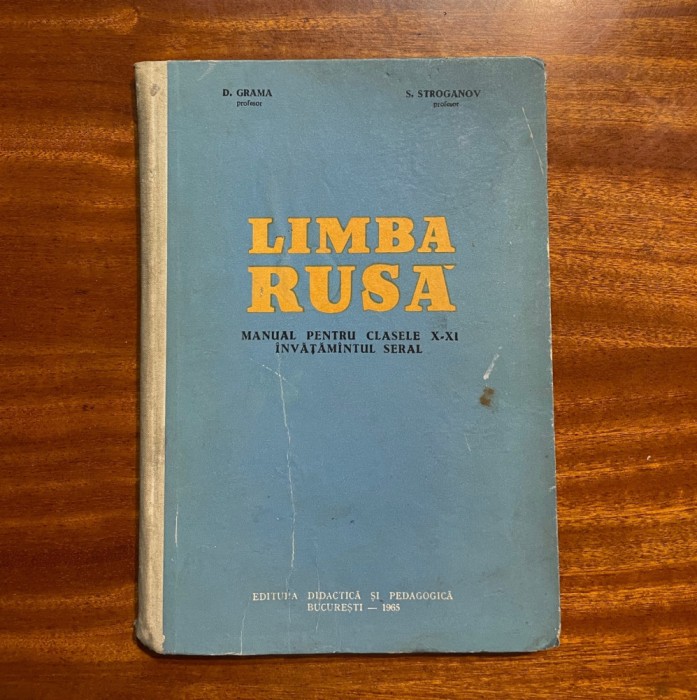 D. GRAMA
profesor
S. STROGANOV
profesor
LIMBA
RUSĂ
MANUAL PENTRU CLASELE X-XI
ÎNVĂȚĂMÎNTUL SERAL
EDITURA DIDACTICĂ ȘI PEDAGOGICĂ
BUCUREȘTI — 1965